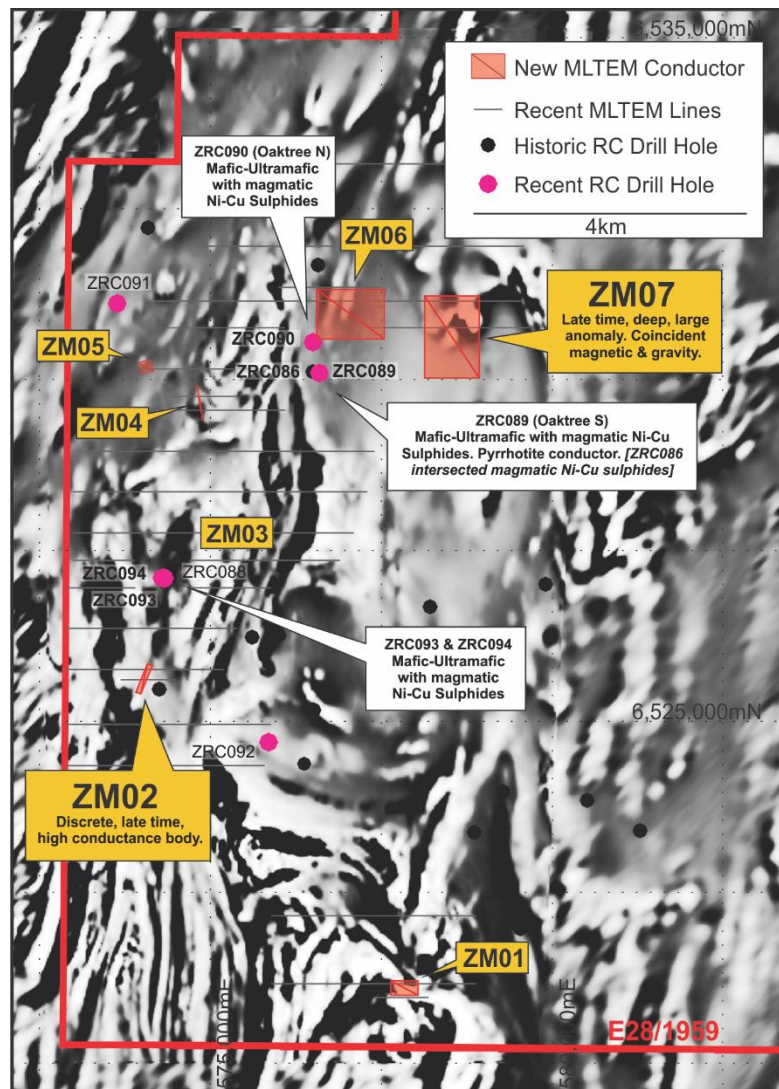 6,535,000mN
New MLTEM Conductor
Recent MLTEM Lines
Historic RC Drill Hole
Recent RC Drill Hole
4km
ZRC090 (Oaktree N)
Mafic-Ultramafic
with magmatic
Ni-Cu Sulphides
ZM06
ZRC091
ZM07
Late time, deep, large
anomaly. Coincident
magnetic & gravity.
ZRC090
ZM05
ZRC086
ZRC089
ZM04
ZRC089 (Oaktree S)
Mafic-Ultramafic with magmatic Ni-Cu
Sulphides. Pyrrhotite conductor. [ZRC086
intersected magmatic Ni-Cu sulphides]
ZM03
ZRC094
ZRC088
ZRC093
ZRC093 & ZRC094
Mafic-Ultramafic
with magmatic
Ni-Cu Sulphides
6,525,000mN
ZRC092
ZM02
Discrete, late time,
high conductance body.
ZM01
575,000mE
580,000mE
E28/1959